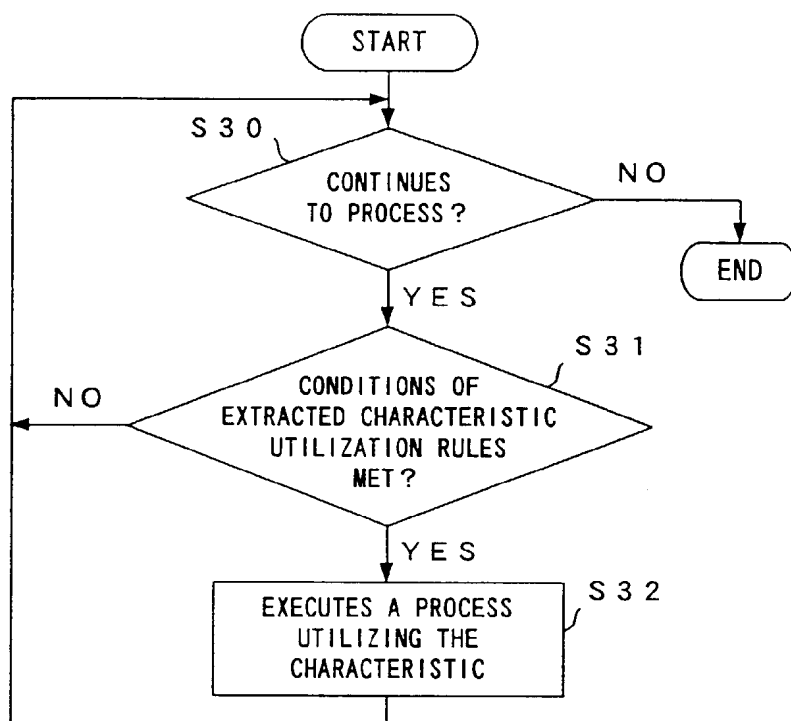 START
S30
CONTINUES
TO PROCESS?
NO
END
YES
S31
CONDITIONS OF
EXTRACTED CHARACTERISTIC
UTILIZATION RULES
MET?
NO
YES
S32
EXECUTES A PROCESS
UTILIZING THE
CHARACTERISTIC